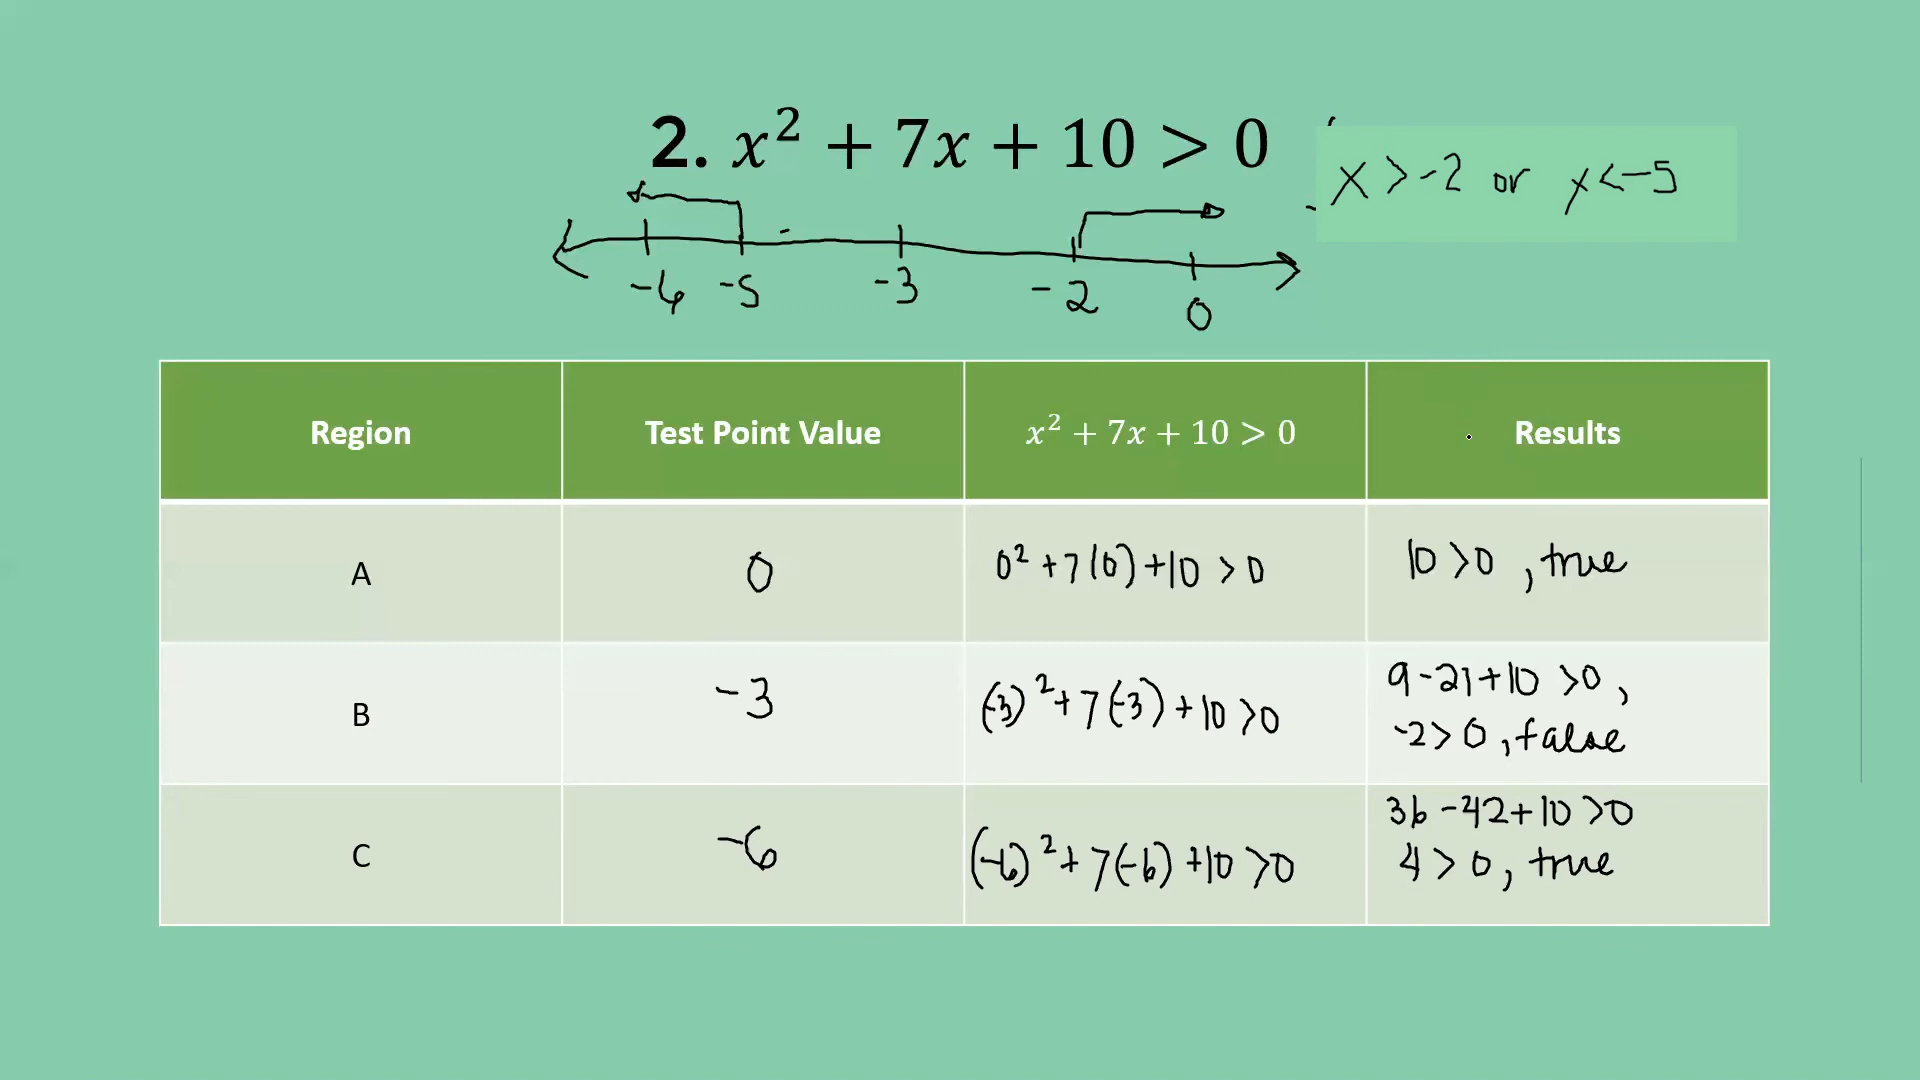 2. x² + 7x + 10 > 0
x > -2 or x < -5
-6 -5 -3 -2 0
Region Test Point Value x² + 7x + 10 > 0 Results
A 0 0² + 7(0) + 10 > 0 10 > 0, true
B -3 (-3)² + 7(-3) + 10 > 0 9 - 21 + 10 > 0,
-2 > 0, false
C -6 (-6)² + 7(-6) + 10 > 0 36 - 42 + 10 > 0
4 > 0, true